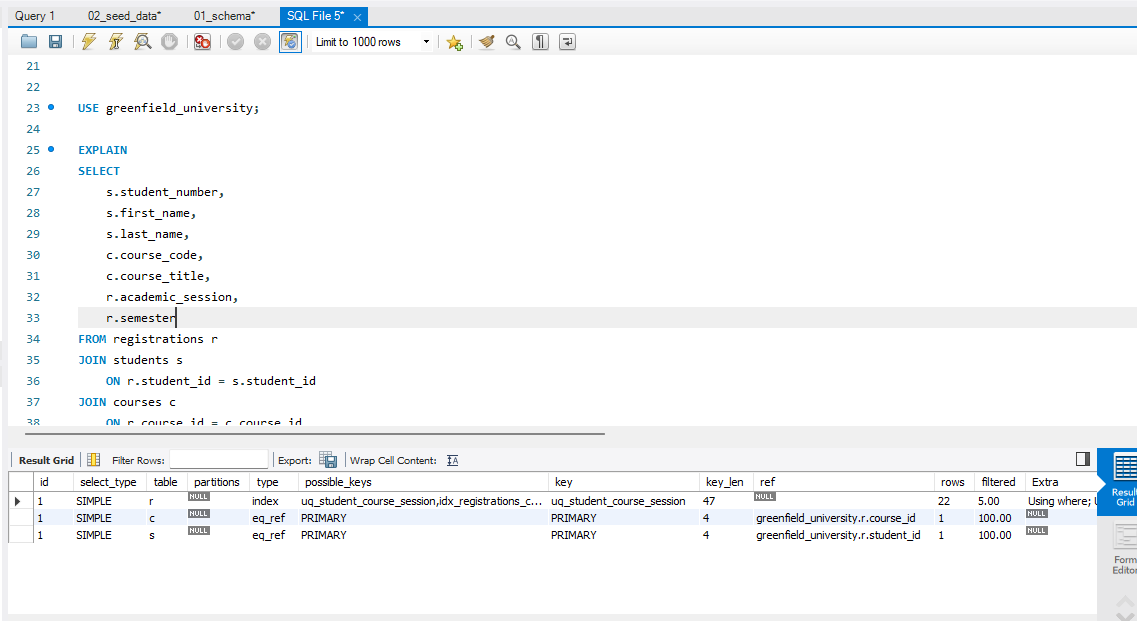 Query 1 02_seed_data* 01_schema* SQL File 5*
Limit to 1000 rows
21
22
23 USE greenfield_university;
24
25 EXPLAIN
26 SELECT
27 s.student_number,
28 s.first_name,
29 s.last_name,
30 c.course_code,
31 c.course_title,
32 r.academic_session,
33 r.semester
34 FROM registrations r
35 JOIN students s
36 ON r.student_id = s.student_id
37 JOIN courses c
38 ON r.course_id = c.course_id
Result Grid Filter Rows: Export: Wrap Cell Content: IA
id select_type table partitions type possible_keys key key_len ref rows filtered Extra
1 SIMPLE r NULL index uq_student_course_session,idx_registrations_c... uq_student_course_session 47 NULL 22 5.00 Using where; U
1 SIMPLE c NULL eq_ref PRIMARY PRIMARY 4 greenfield_university.r.course_id 1 100.00 NULL
1 SIMPLE s NULL eq_ref PRIMARY PRIMARY 4 greenfield_university.r.student_id 1 100.00 NULL
Result
Grid
Form
Editor